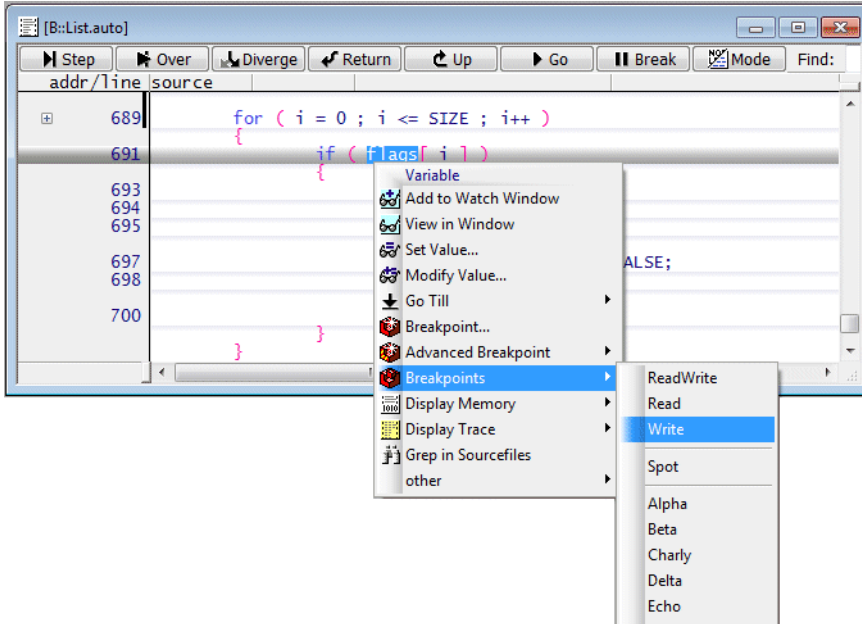 [B::List.auto]
Step Over Diverge Return Up Go Break Mode Find:
addr/line source
689 for ( i = 0 ; i <= SIZE ; i++ )
{
691 if ( flags[ i ] )
{
693
694
695
697 ALSE;
698
700
}
}
Variable
Add to Watch Window
View in Window
Set Value...
Modify Value...
Go Till
Breakpoint...
Advanced Breakpoint
Breakpoints
Display Memory
Display Trace
Grep in Sourcefiles
other
ReadWrite
Read
Write
Spot
Alpha
Beta
Charly
Delta
Echo